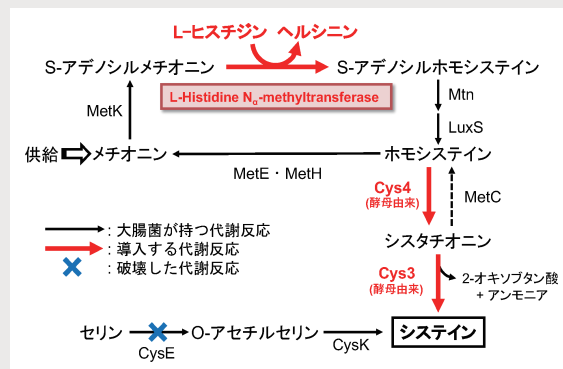 L-ヒスチジン ヘルシニン
S-アデノシルメチオニン S-アデノシルホモシステイン
L-Histidine Nα-methyltransferase
Mtn
MetK
LuxS
供給 メチオニン ホモシステイン
MetE・MetH
Cys4
(酵母由来)
MetC
シスタチオニン
: 大腸菌が持つ代謝反応
: 導入する代謝反応
: 破壊した代謝反応
Cys3
(酵母由来)
2-オキソブタン酸
+ アンモニア
セリン O-アセチルセリン システイン
CysE CysK